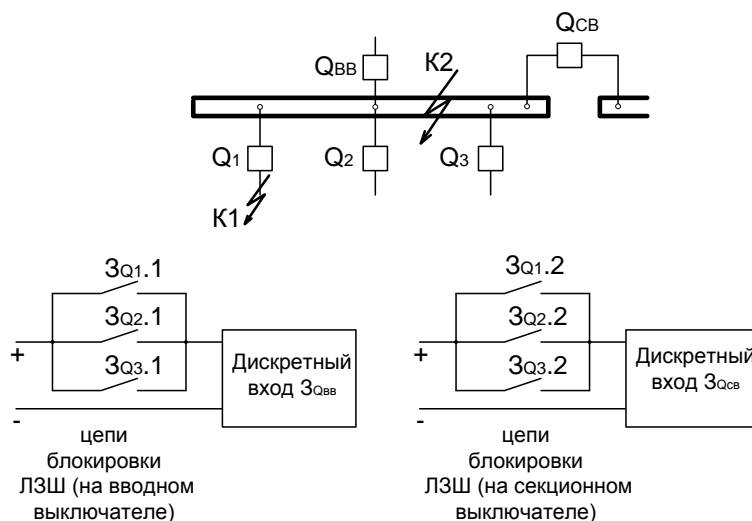 QСВ
QВВ
К2
Q1
Q2
Q3
К1
ЗQ1.1
ЗQ2.1
ЗQ3.1
+
-
Дискретный
вход ЗQвв
цепи
блокировки
ЛЗШ (на вводном
выключателе)
ЗQ1.2
ЗQ2.2
ЗQ3.2
+
-
Дискретный
вход ЗQсв
цепи
блокировки
ЛЗШ (на секционном
выключателе)